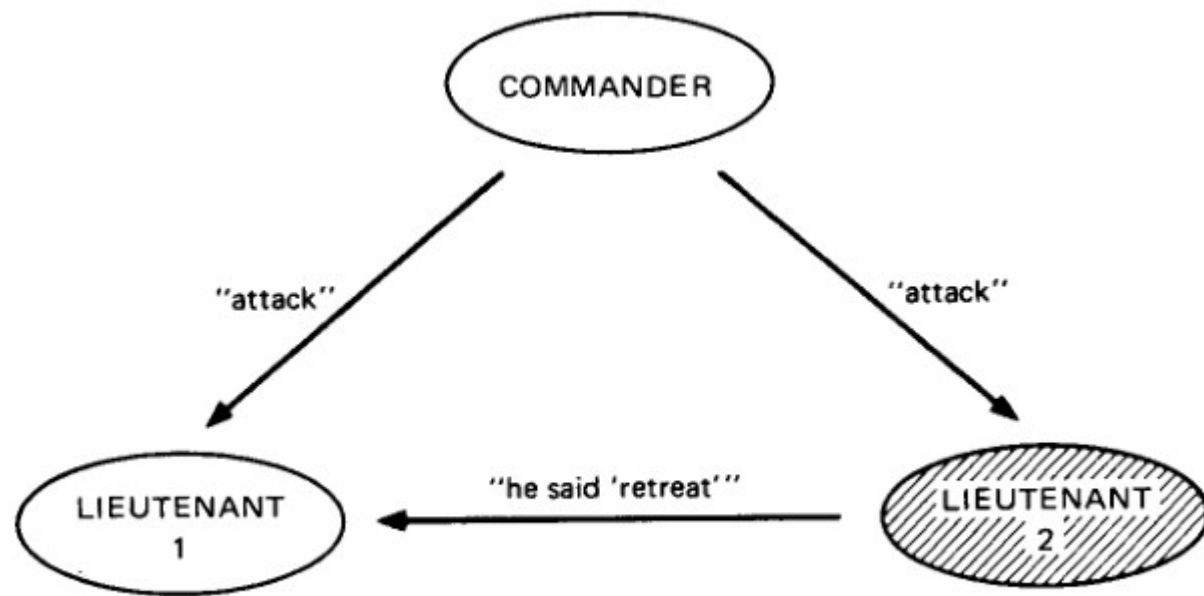 COMMANDER
"attack"
"attack"
"he said 'retreat'"
LIEUTENANT
1
LIEUTENANT
2